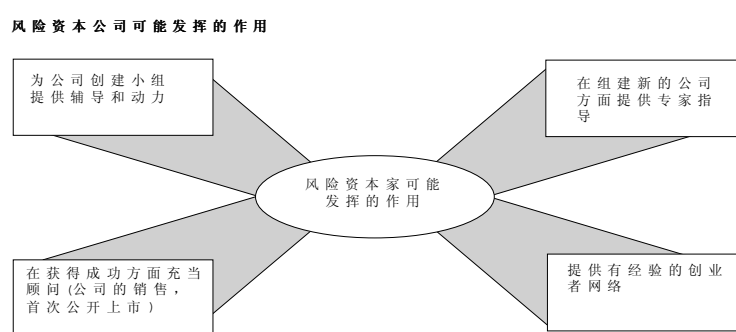 风险资本公司可能发挥的作用
为公司创建小组
提供辅导和动力
在组建新的公司
方面提供专家指
导
风险资本家可能
发挥的作用
在获得成功方面充当
顾问(公司的销售，
首次公开上市)
提供有经验的创业
者网络